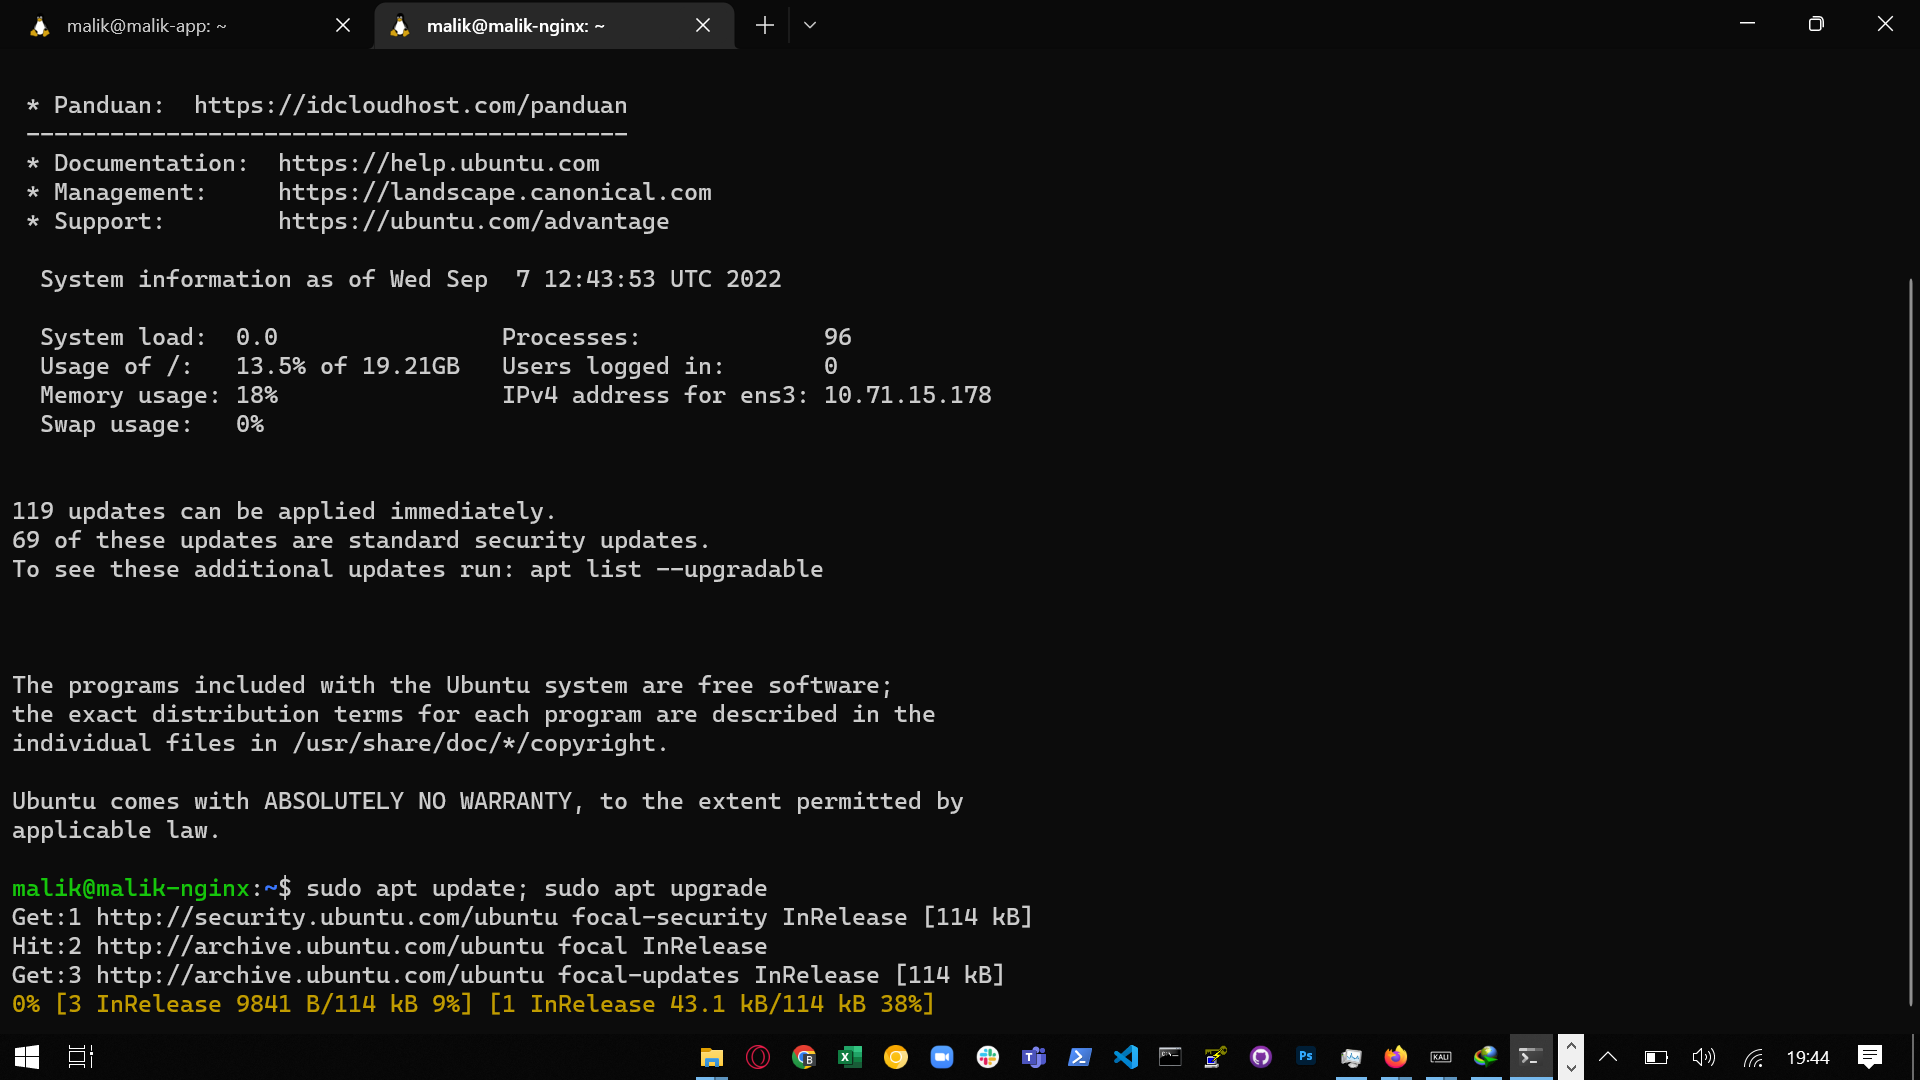 malik@malik-app: ~
malik@malik-nginx: ~
* Panduan:  https://idcloudhost.com/panduan
-------------------------------------------
* Documentation:  https://help.ubuntu.com
* Management:     https://landscape.canonical.com
* Support:        https://ubuntu.com/advantage
System information as of Wed Sep  7 12:43:53 UTC 2022
System load:  0.0                Processes:             96
Usage of /:   13.5% of 19.21GB   Users logged in:       0
Memory usage: 18%                IPv4 address for ens3: 10.71.15.178
Swap usage:   0%
119 updates can be applied immediately.
69 of these updates are standard security updates.
To see these additional updates run: apt list --upgradable
The programs included with the Ubuntu system are free software;
the exact distribution terms for each program are described in the
individual files in /usr/share/doc/*/copyright.
Ubuntu comes with ABSOLUTELY NO WARRANTY, to the extent permitted by
applicable law.
malik@malik-nginx:~$ sudo apt update; sudo apt upgrade
Get:1 http://security.ubuntu.com/ubuntu focal-security InRelease [114 kB]
Hit:2 http://archive.ubuntu.com/ubuntu focal InRelease
Get:3 http://archive.ubuntu.com/ubuntu focal-updates InRelease [114 kB]
0% [3 InRelease 9841 B/114 kB 9%] [1 InRelease 43.1 kB/114 kB 38%]
Ps
KALI
19:44